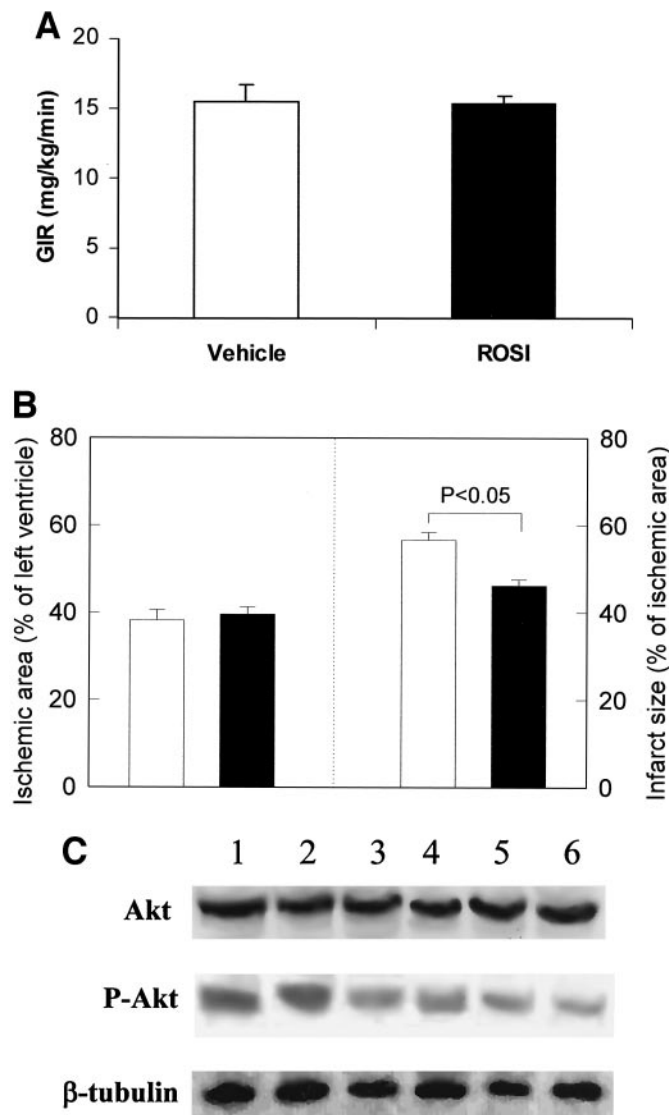 A
GIR (mg/kg/min)
20
15
10
5
0
Vehicle ROSI
B
Ischemic area (% of left ventricle)
80
60
40
20
0
P<0.05
80
60
40
20
0
Infarct size (% of ischemic area)
C 1 2 3 4 5 6
Akt
P-Akt
β-tubulin